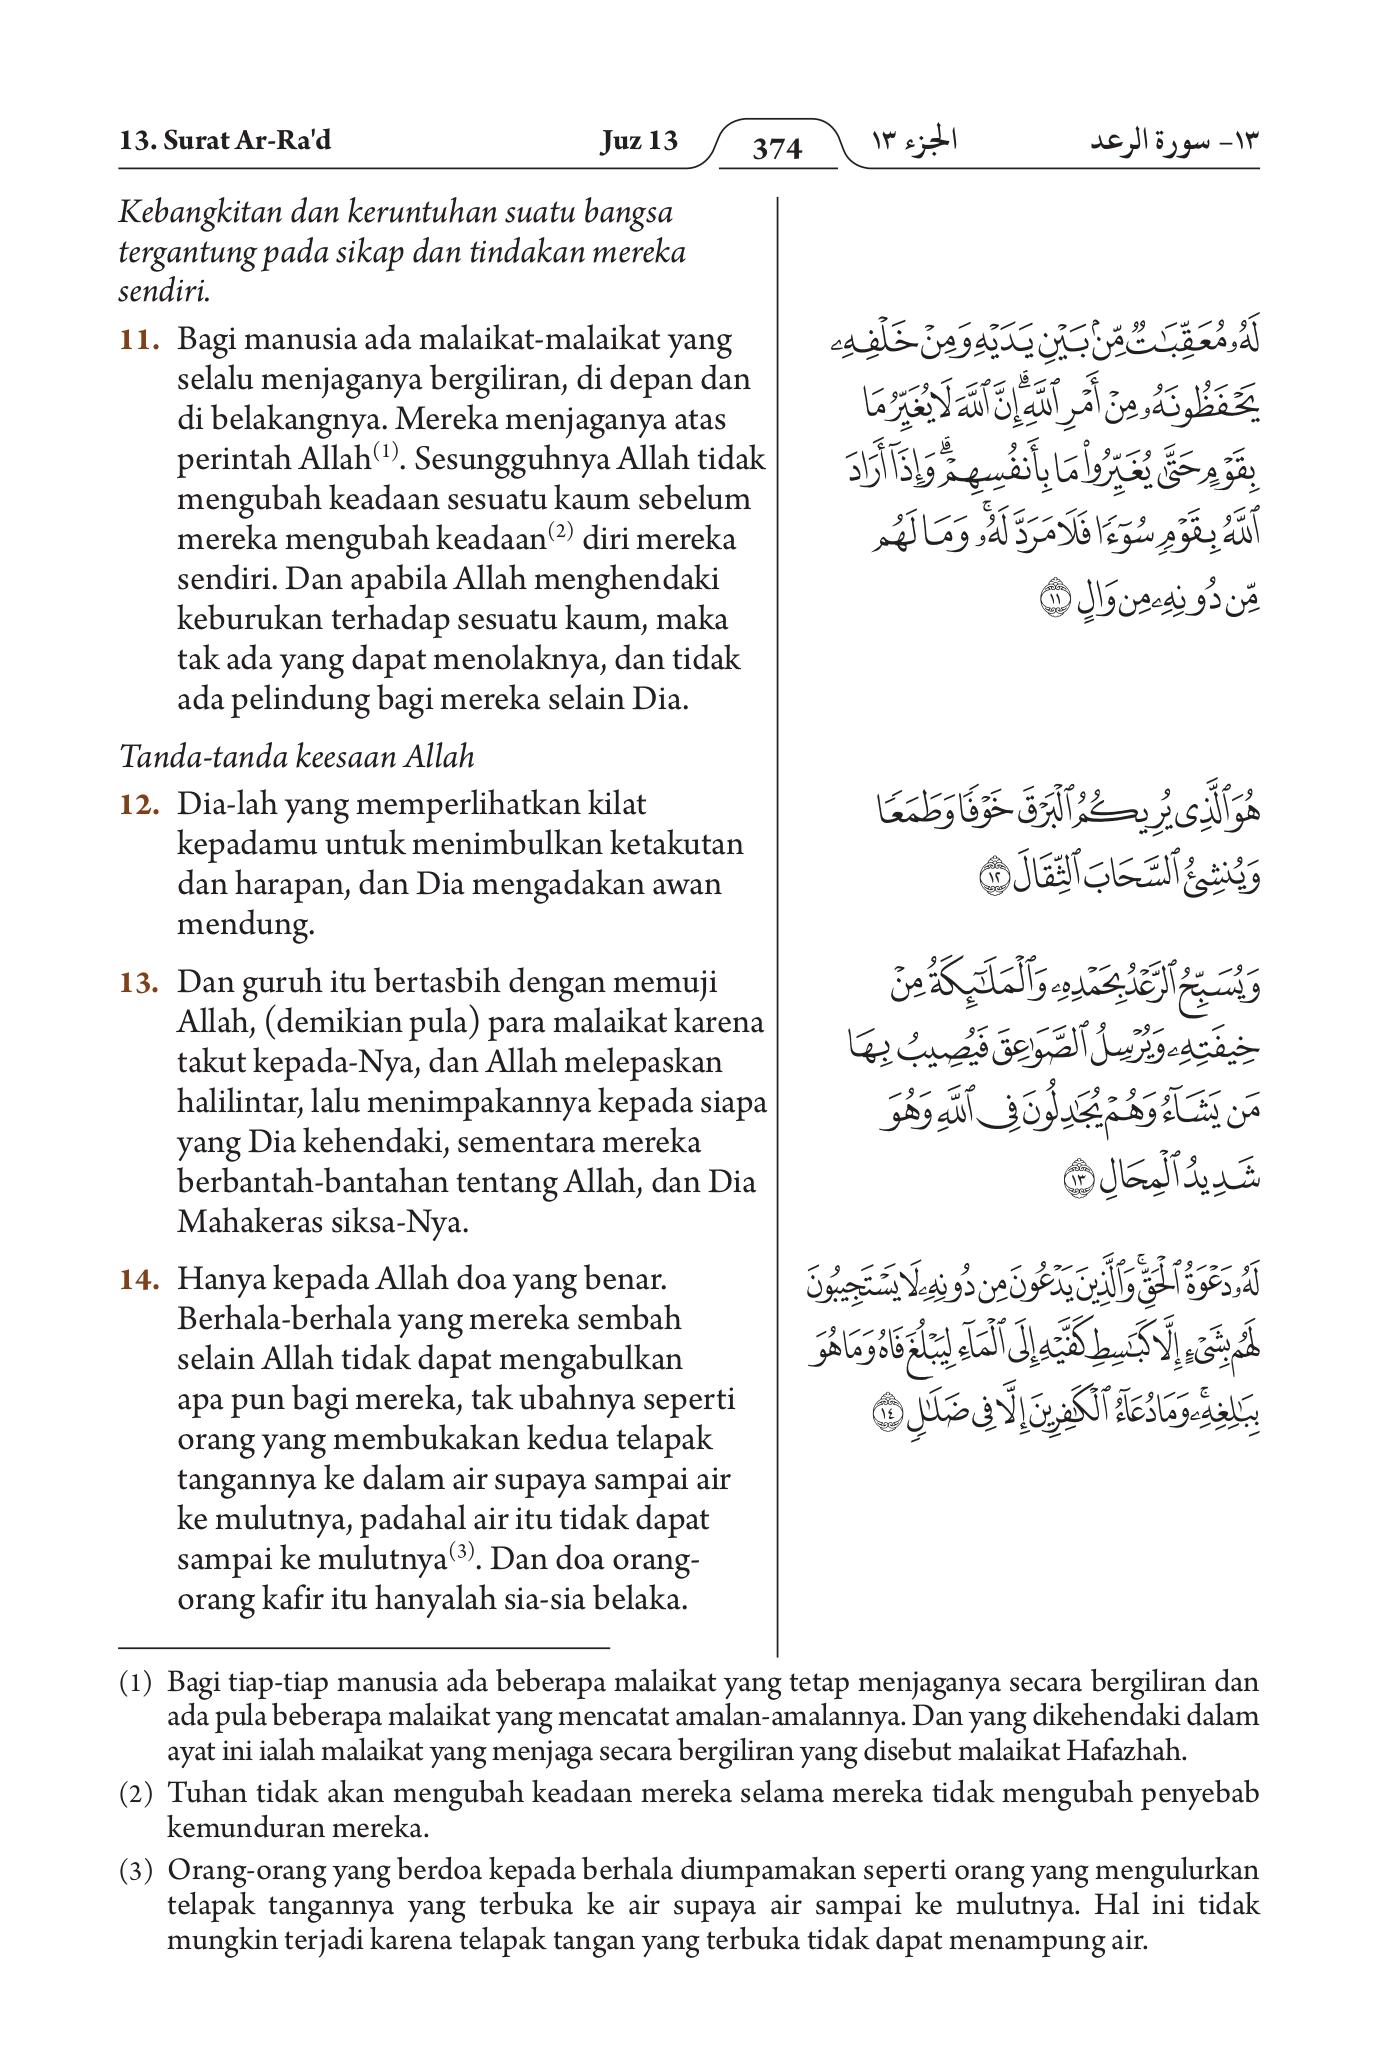 13. Surat Ar-Ra'd
Juz 13
374
الجزء ١٣
١٣- سورة الرعد
Kebangkitan dan keruntuhan suatu bangsa
tergantung pada sikap dan tindakan mereka
sendiri.
11. Bagi manusia ada malaikat-malaikat yang
selalu menjaganya bergiliran, di depan dan
di belakangnya. Mereka menjaganya atas
perintah Allah(1). Sesungguhnya Allah tidak
mengubah keadaan sesuatu kaum sebelum
mereka mengubah keadaan(2) diri mereka
sendiri. Dan apabila Allah menghendaki
keburukan terhadap sesuatu kaum, maka
tak ada yang dapat menolaknya, dan tidak
ada pelindung bagi mereka selain Dia.
Tanda-tanda keesaan Allah
12. Dia-lah yang memperlihatkan kilat
kepadamu untuk menimbulkan ketakutan
dan harapan, dan Dia mengadakan awan
mendung.
13. Dan guruh itu bertasbih dengan memuji
Allah, (demikian pula) para malaikat karena
takut kepada-Nya, dan Allah melepaskan
halilintar, lalu menimpakannya kepada siapa
yang Dia kehendaki, sementara mereka
berbantah-bantahan tentang Allah, dan Dia
Mahakeras siksa-Nya.
14. Hanya kepada Allah doa yang benar.
Berhala-berhala yang mereka sembah
selain Allah tidak dapat mengabulkan
apa pun bagi mereka, tak ubahnya seperti
orang yang membukakan kedua telapak
tangannya ke dalam air supaya sampai air
ke mulutnya, padahal air itu tidak dapat
sampai ke mulutnya(3). Dan doa orang-
orang kafir itu hanyalah sia-sia belaka.
لَهُۥ مُعَقِّبَٰتٌ مِّنۢ بَيْنِ يَدَيْهِ وَمِنْ خَلْفِهِۦ
يَحْفَظُونَهُۥ مِنْ أَمْرِ ٱللَّهِۗ إِنَّ ٱللَّهَ لَا يُغَيِّرُ مَا
بِقَوْمٍ حَتَّىٰ يُغَيِّرُوا۟ مَا بِأَنفُسِهِمْۗ وَإِذَآ أَرَادَ
ٱللَّهُ بِقَوْمٍ سُوٓءًا فَلَا مَرَدَّ لَهُۥۚ وَمَا لَهُم
مِّن دُونِهِۦ مِن وَالٍ ١١
هُوَ ٱلَّذِى يُرِيكُمُ ٱلْبَرْقَ خَوْفًا وَطَمَعًا
وَيُنشِئُ ٱلسَّحَابَ ٱلثِّقَالَ ١٢
وَيُسَبِّحُ ٱلرَّعْدُ بِحَمْدِهِۦ وَٱلْمَلَٰٓئِكَةُ مِنْ
خِيفَتِهِۦ وَيُرْسِلُ ٱلصَّوَٰعِقَ فَيُصِيبُ بِهَا
مَن يَشَآءُ وَهُمْ يُجَٰدِلُونَ فِى ٱللَّهِ وَهُوَ
شَدِيدُ ٱلْمِحَالِ ١٣
لَهُۥ دَعْوَةُ ٱلْحَقِّۚ وَٱلَّذِينَ يَدْعُونَ مِن دُونِهِۦ لَا يَسْتَجِيبُونَ
لَهُم بِشَىْءٍ إِلَّا كَبَٰسِطِ كَفَّيْهِ إِلَى ٱلْمَآءِ لِيَبْلُغَ فَاهُ وَمَا هُوَ
بِبَٰلِغِهِۦۚ وَمَا دُعَآءُ ٱلْكَٰفِرِينَ إِلَّا فِى ضَلَٰلٍ ١٤
(1) Bagi tiap-tiap manusia ada beberapa malaikat yang tetap menjaganya secara bergiliran dan
ada pula beberapa malaikat yang mencatat amalan-amalannya. Dan yang dikehendaki dalam
ayat ini ialah malaikat yang menjaga secara bergiliran yang disebut malaikat Hafazhah.
(2) Tuhan tidak akan mengubah keadaan mereka selama mereka tidak mengubah penyebab
kemunduran mereka.
(3) Orang-orang yang berdoa kepada berhala diumpamakan seperti orang yang mengulurkan
telapak tangannya yang terbuka ke air supaya air sampai ke mulutnya. Hal ini tidak
mungkin terjadi karena telapak tangan yang terbuka tidak dapat menampung air.